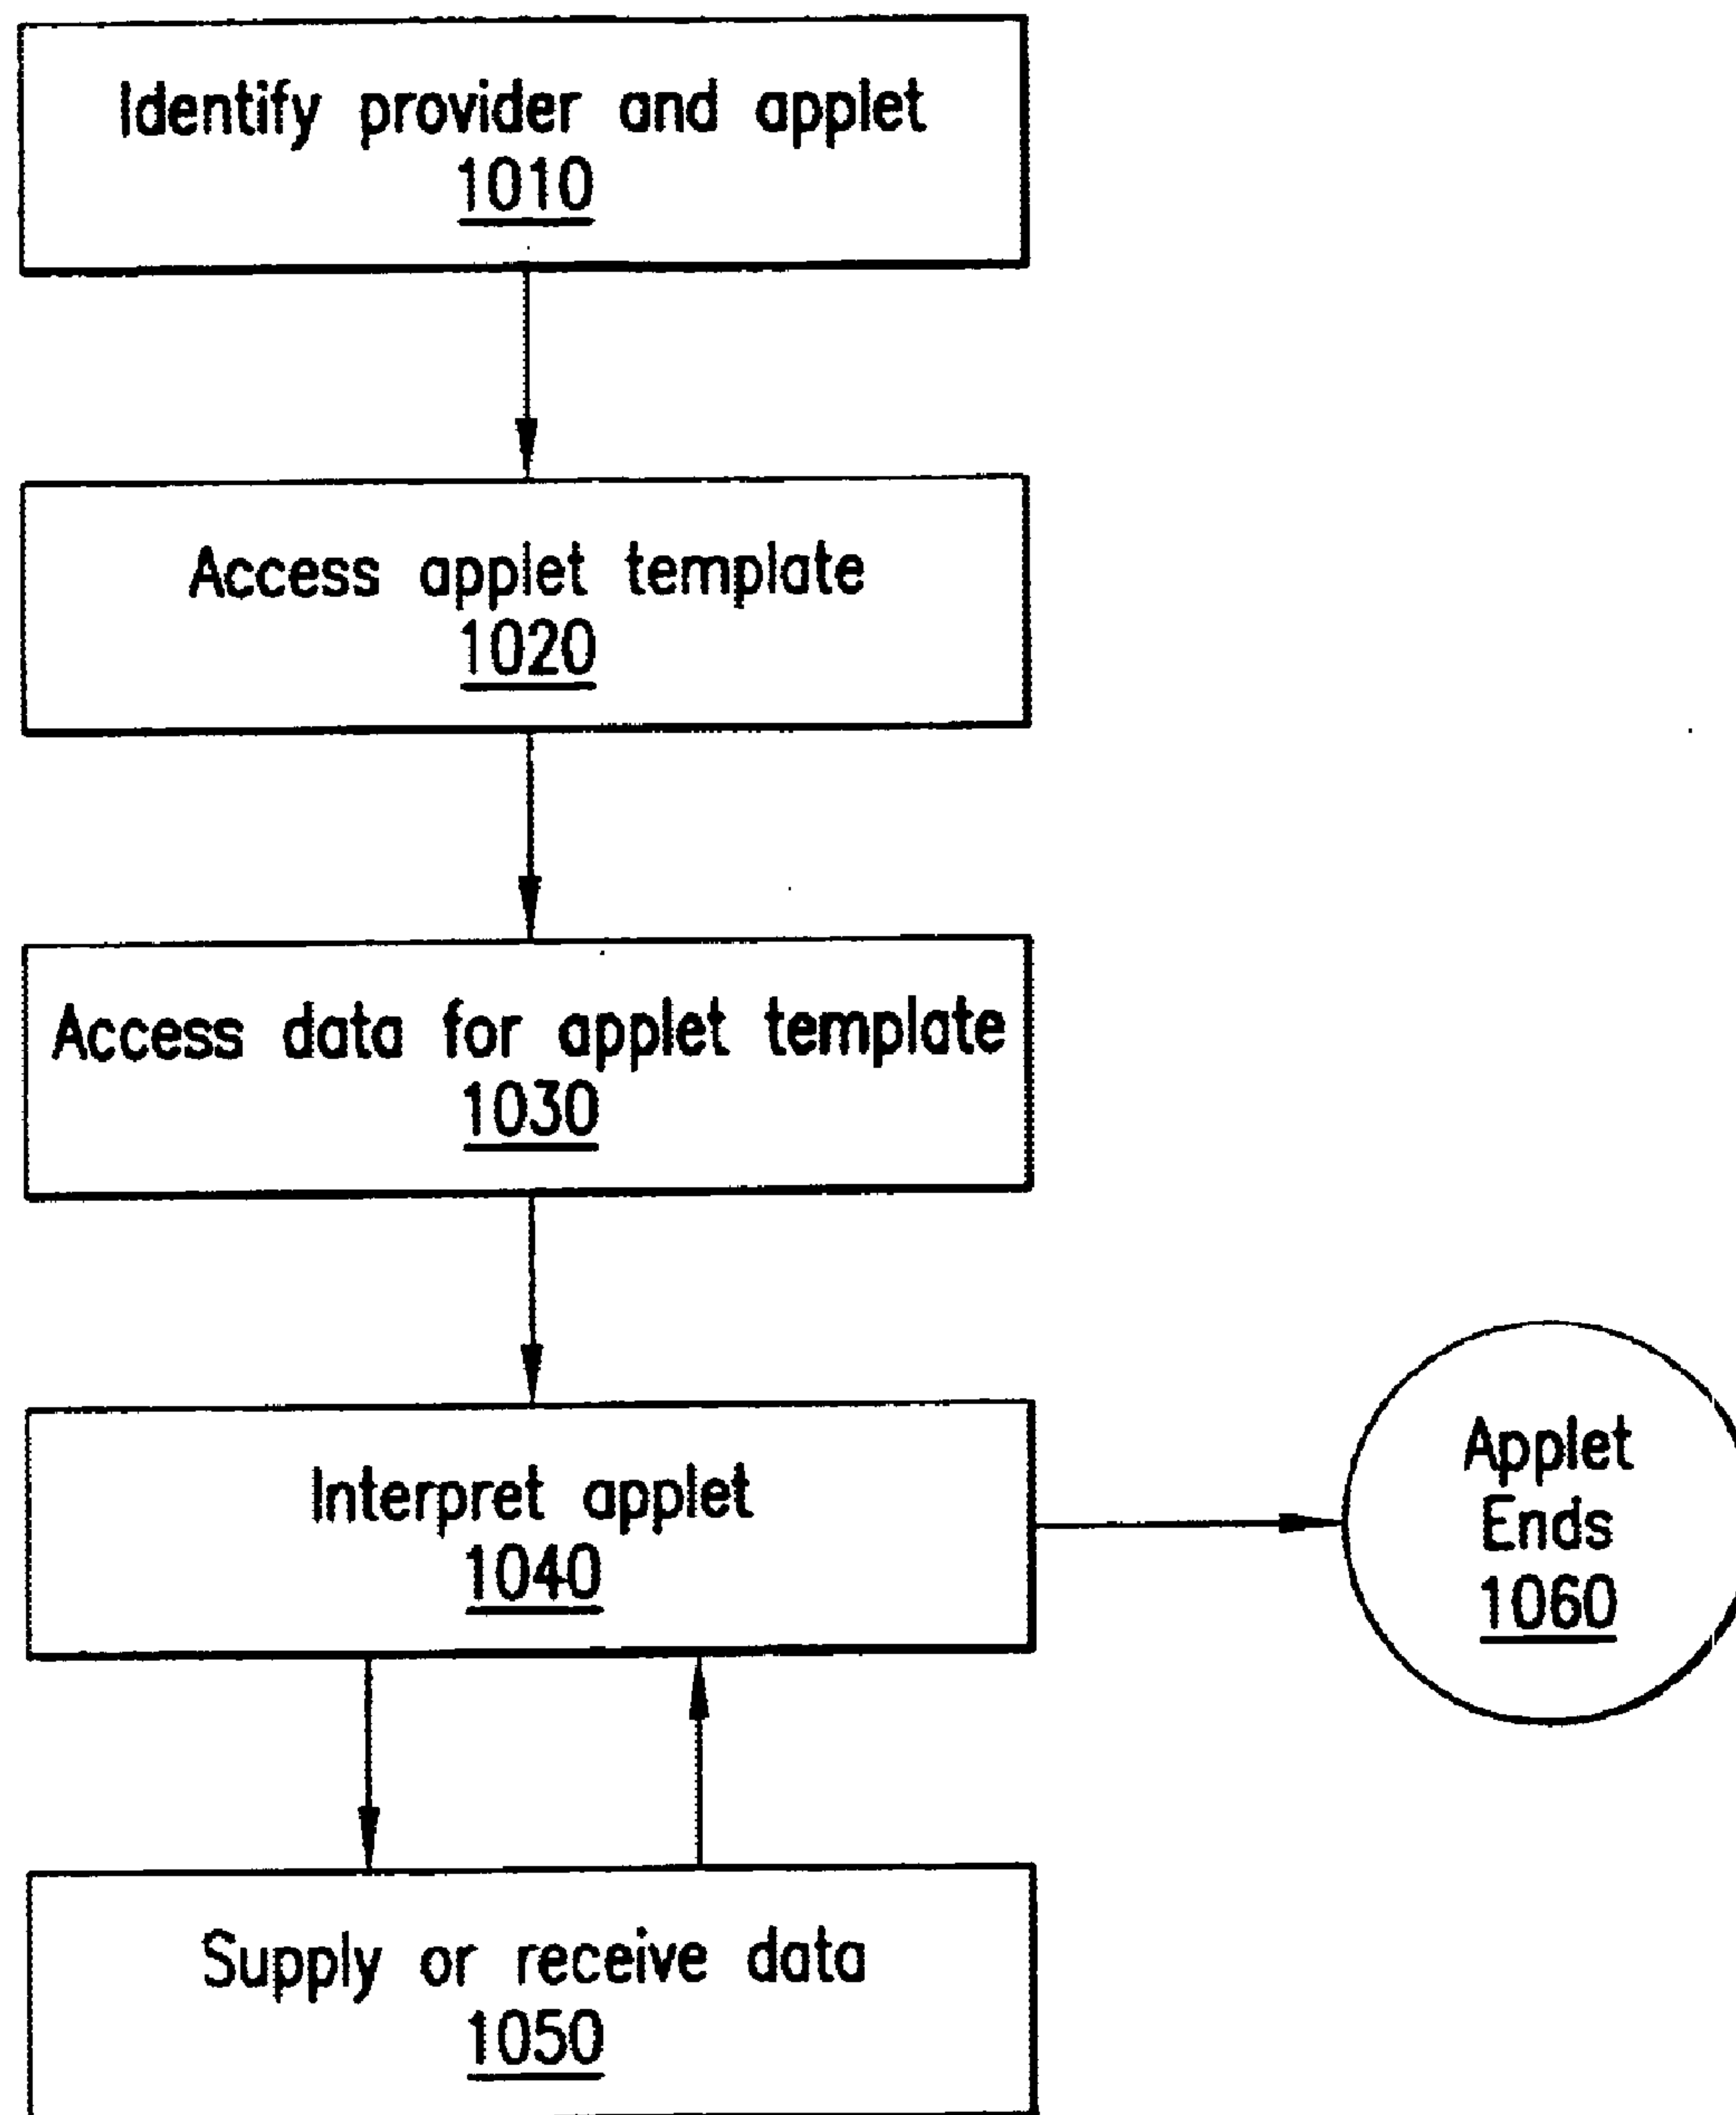 Identify provider and applet
1010
Access applet template
1020
Access data for applet template
1030
Interpret applet
1040
Applet
Ends
1060
Supply or receive data
1050